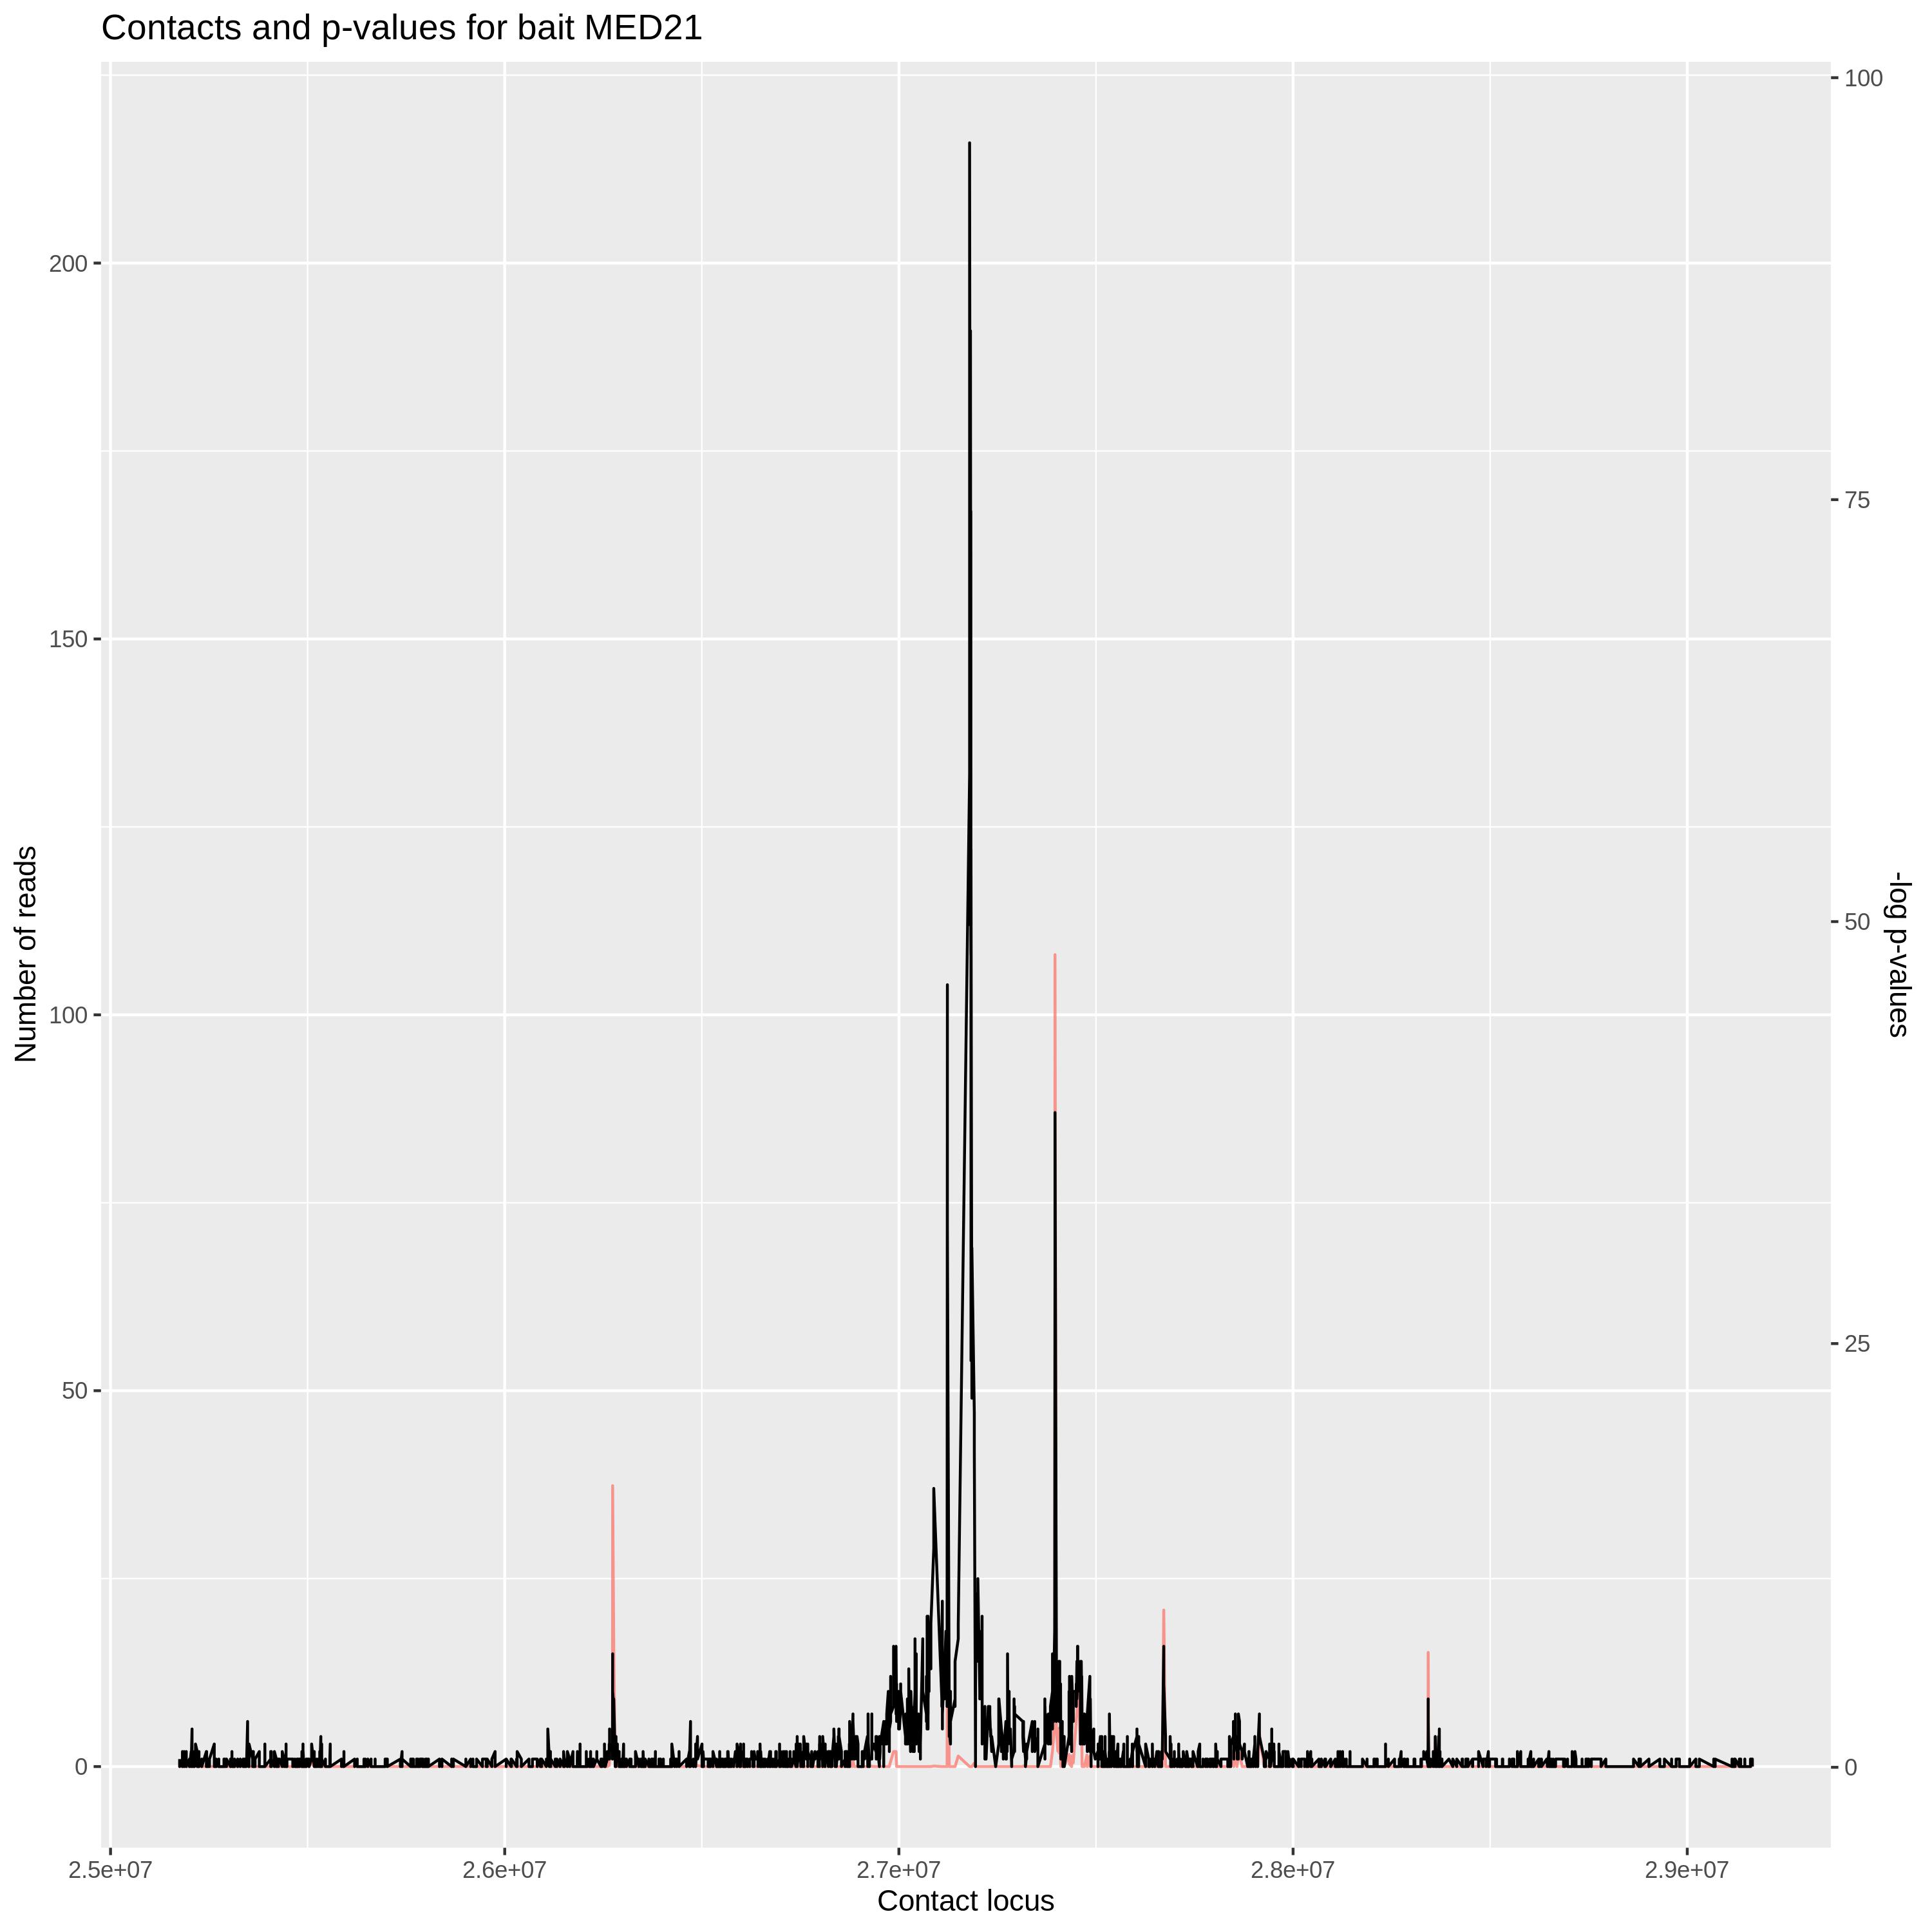 Contacts and p-values for bait MED21
Number of reads
200
150
100
50
0
100
75
50
25
0
-log p-values
2.5e+07 2.6e+07 2.7e+07 2.8e+07 2.9e+07
Contact locus